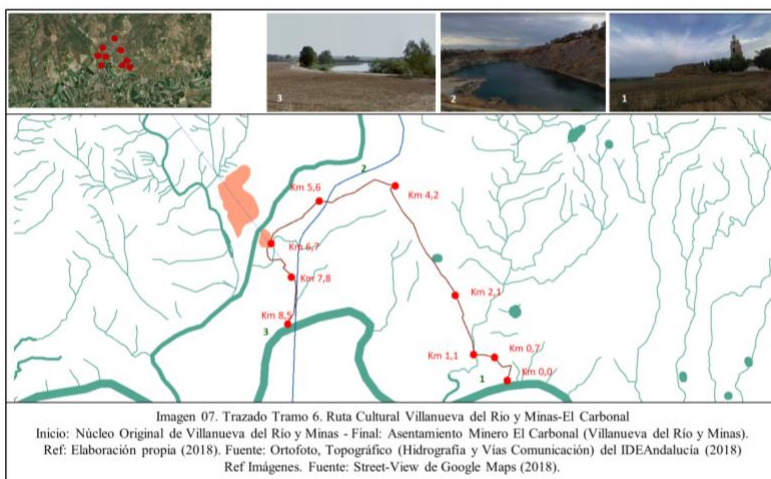 3
2
1
2
Km 5,6
Km 4,2
Km 6,7
Km 7,8
Km 2,1
Km 8,5
3
Km 1,1
Km 0,7
Km 0,0
1
Imagen 07. Trazado Tramo 6. Ruta Cultural Villanueva del Rio y Minas-El Carbonal
Inicio: Núcleo Original de Villanueva del Río y Minas - Final: Asentamiento Minero El Carbonal (Villanueva del Río y Minas).
Ref: Elaboración propia (2018). Fuente: Ortofoto, Topográfico (Hidrografía y Vías Comunicación) del IDEAndalucía (2018)
Ref Imágenes. Fuente: Street-View de Google Maps (2018).